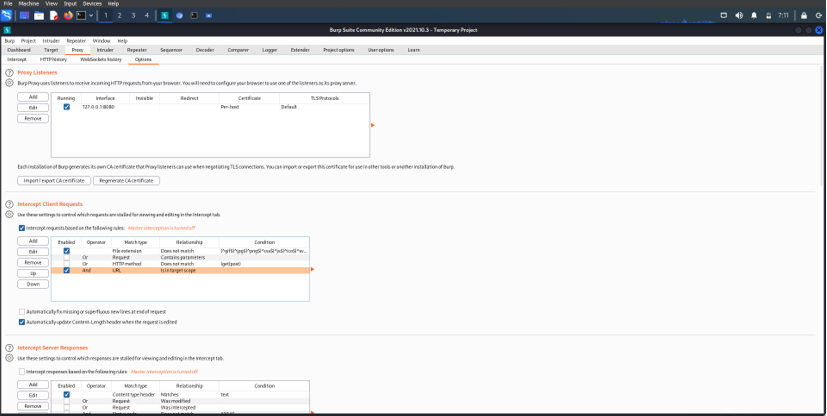 File Machine View Input Devices Help
1 2 3 4 7:11
Burp Suite Community Edition v2021.10.3 - Temporary Project
Burp Project Intruder Repeater Window Help
Dashboard Target Proxy Intruder Repeater Sequencer Decoder Comparer Logger Extender Project options User options Learn
Intercept HTTP history WebSockets history Options
Proxy Listeners
Burp Proxy uses listeners to receive incoming HTTP requests from your browser. You will need to configure your browser to use one of the listeners as its proxy server.
Add Running Interface Invisible Redirect Certificate TLS Protocols
Edit 127.0.0.1:8080 Per-host Default
Remove
Each installation of Burp generates its own CA certificate that Proxy listeners can use when negotiating TLS connections. You can import or export this certificate for use in other tools or another installation of Burp.
Import / export CA certificate Regenerate CA certificate
Intercept Client Requests
Use these settings to control which requests are stalled for viewing and editing in the Intercept tab.
Intercept requests based on the following rules: Master interception is turned off
Add Enabled Operator Match type Relationship Condition
Edit File extension Does not match
Or Request Contains parameters
Remove Or HTTP method Does not match (get|post)
Up And URL Is in target scope
Down
Automatically fix missing or superfluous new lines at end of request
Automatically update Content-Length header when the request is edited
Intercept Server Responses
Use these settings to control which responses are stalled for viewing and editing in the Intercept tab.
Intercept responses based on the following rules: Master interception is turned off
Add Enabled Operator Match type Relationship Condition
Edit Content type header Matches text
Or Request Was modified
Remove Or Request Was intercepted